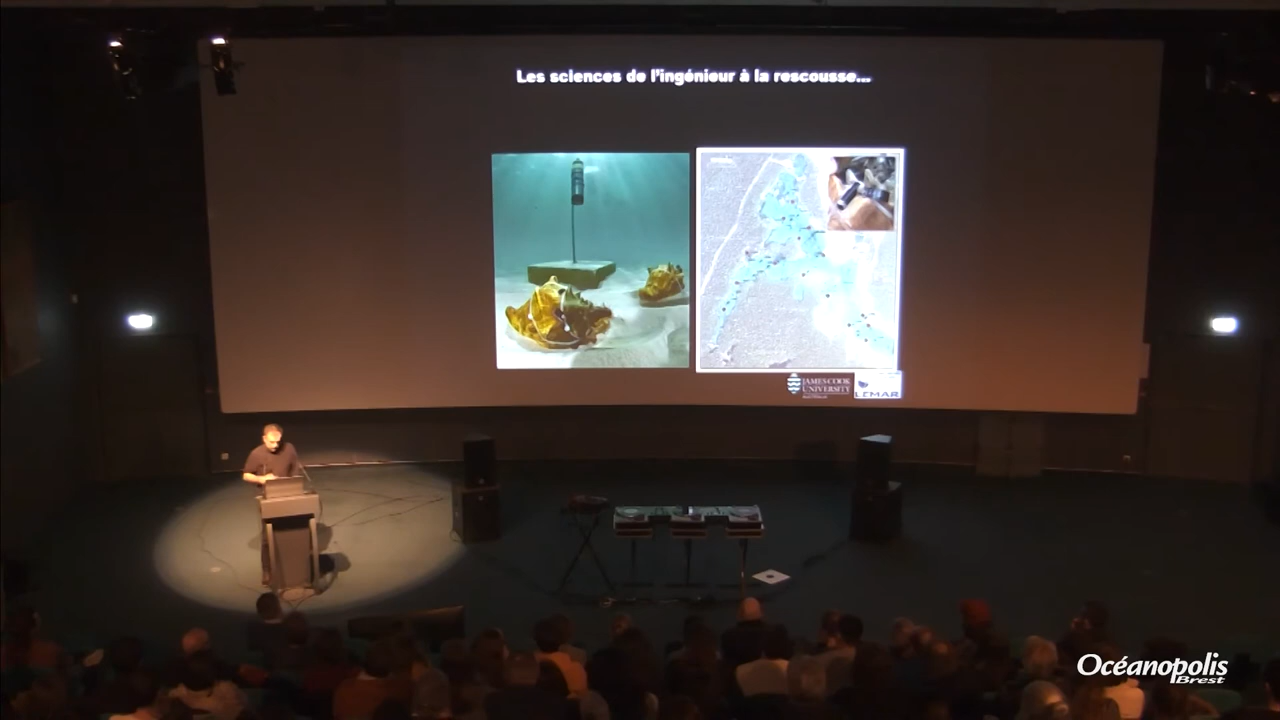 Les sciences de l'ingénieur à la rescousse...
JAMES COOK
UNIVERSITY
LEMAR
Océanopolis
Brest